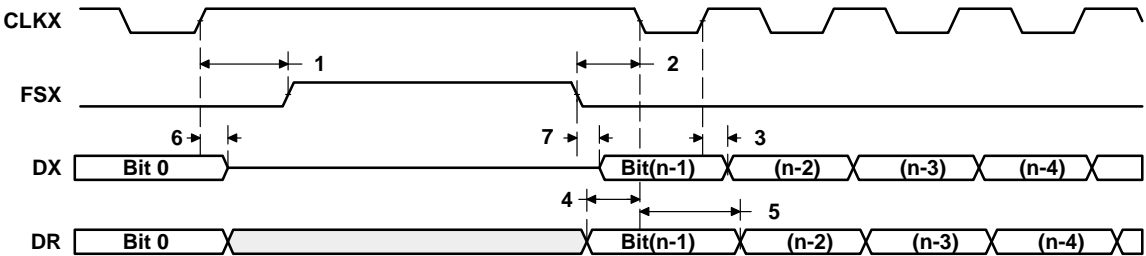 CLKX
1 2
FSX
6 7 3
DX Bit 0 Bit(n-1) (n-2) (n-3) (n-4)
4 5
DR Bit 0 Bit(n-1) (n-2) (n-3) (n-4)